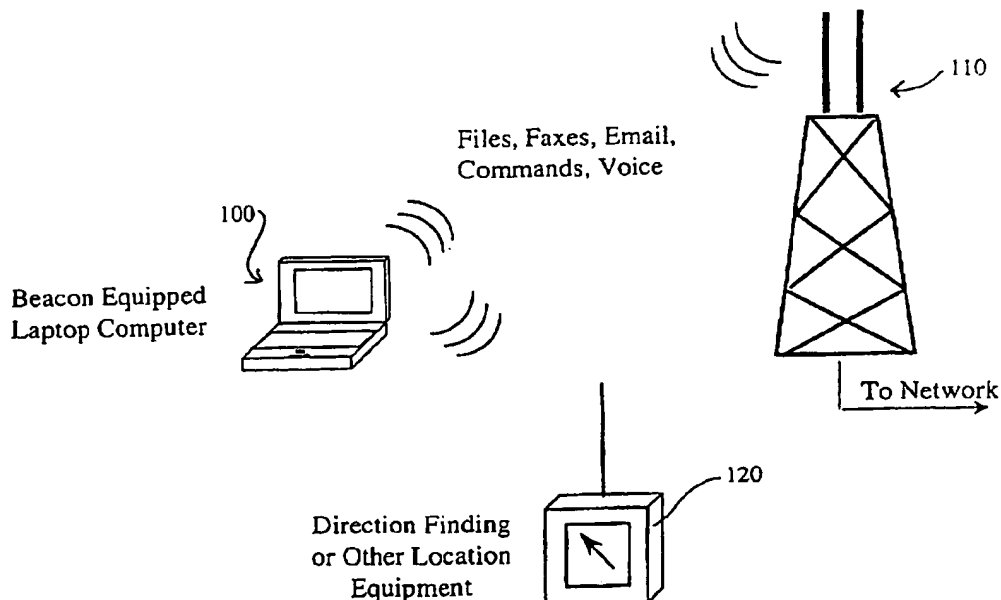 110
Files, Faxes, Email,
Commands, Voice
100
Beacon Equipped
Laptop Computer
To Network
120
Direction Finding
or Other Location
Equipment